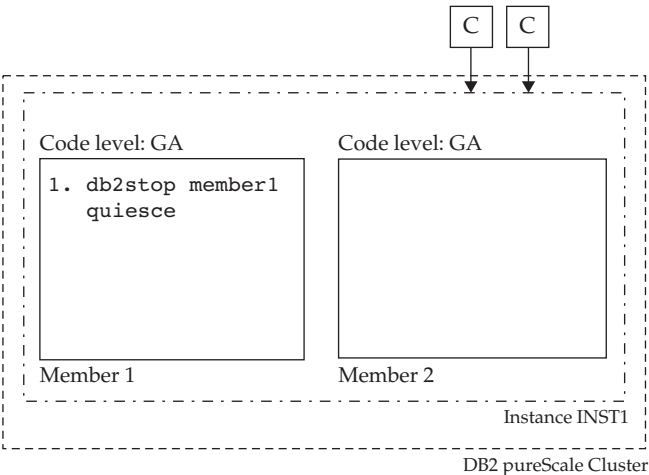 C C
Code level: GA Code level: GA
1. db2stop member1
quiesce
Member 1 Member 2
Instance INST1
DB2 pureScale Cluster